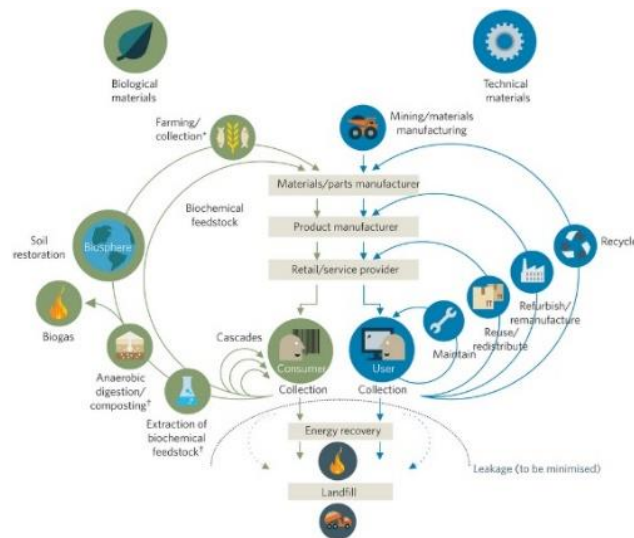 Biological
materials
Technical
materials
Farming/
collection*
Mining/materials
manufacturing
Materials/parts manufacturer
Biochemical
feedstock
Product manufacturer
Soil
restoration
Biosphere
Recycle
Retail/service provider
Refurbish/
remanufacture
Reuse/
redistribute
Biogas
Cascades
Maintain
Consumer
User
Anaerobic
digestion/
composting†
Collection
Collection
Extraction of
biochemical
feedstock†
Energy recovery
Leakage (to be minimised)
Landfill